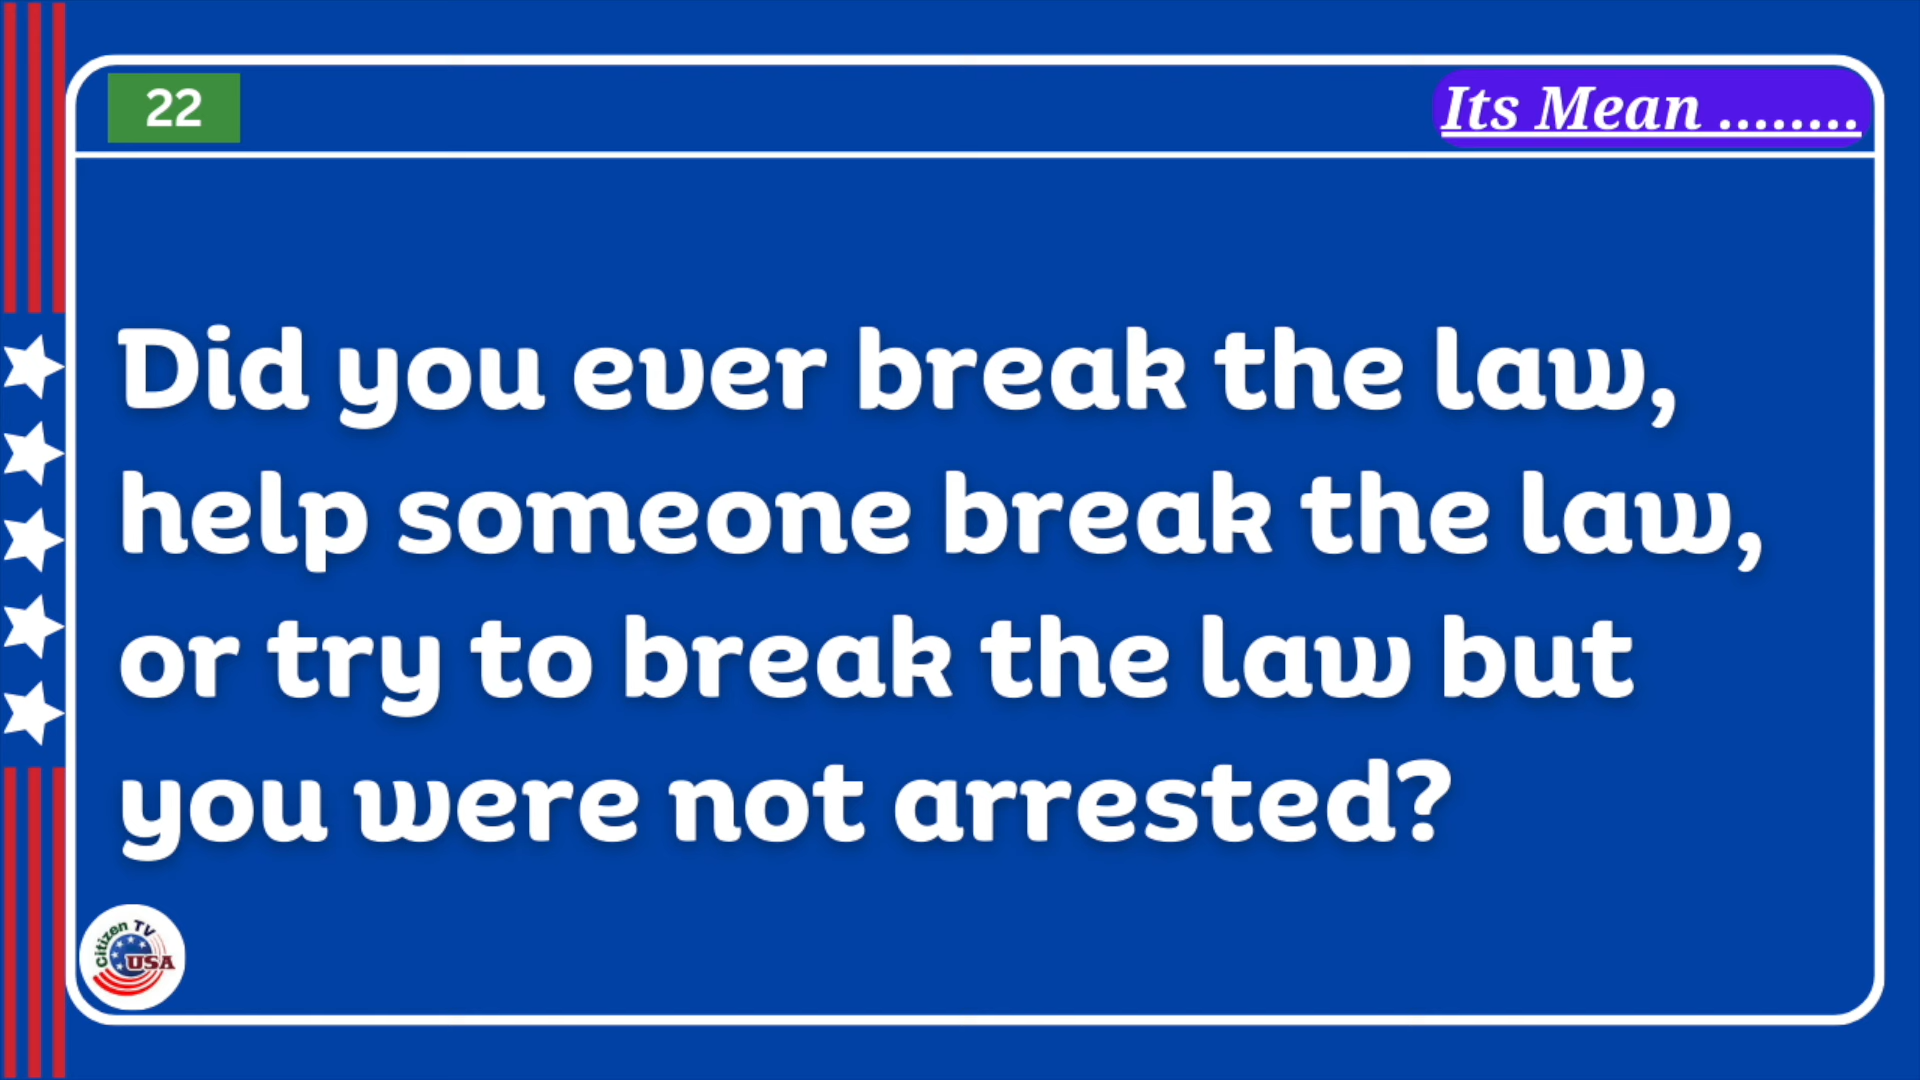 22
Its Mean ........
Did you ever break the law,
help someone break the law,
or try to break the law but
you were not arrested?
Citizen TV
USA